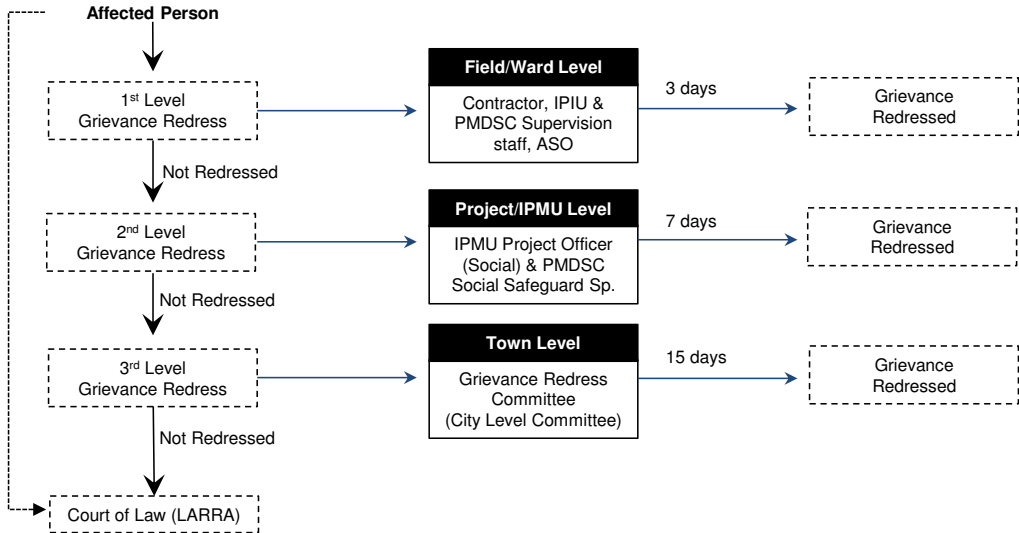 Affected Person
1st Level
Grievance Redress
Field/Ward Level
Contractor, IPIU &
PMDSC Supervision
staff, ASO
3 days
Grievance
Redressed
Not Redressed
2nd Level
Grievance Redress
Project/IPMU Level
IPMU Project Officer
(Social) & PMDSC
Social Safeguard Sp.
7 days
Grievance
Redressed
Not Redressed
3rd Level
Grievance Redress
Town Level
Grievance Redress
Committee
(City Level Committee)
15 days
Grievance
Redressed
Not Redressed
Court of Law (LARRA)